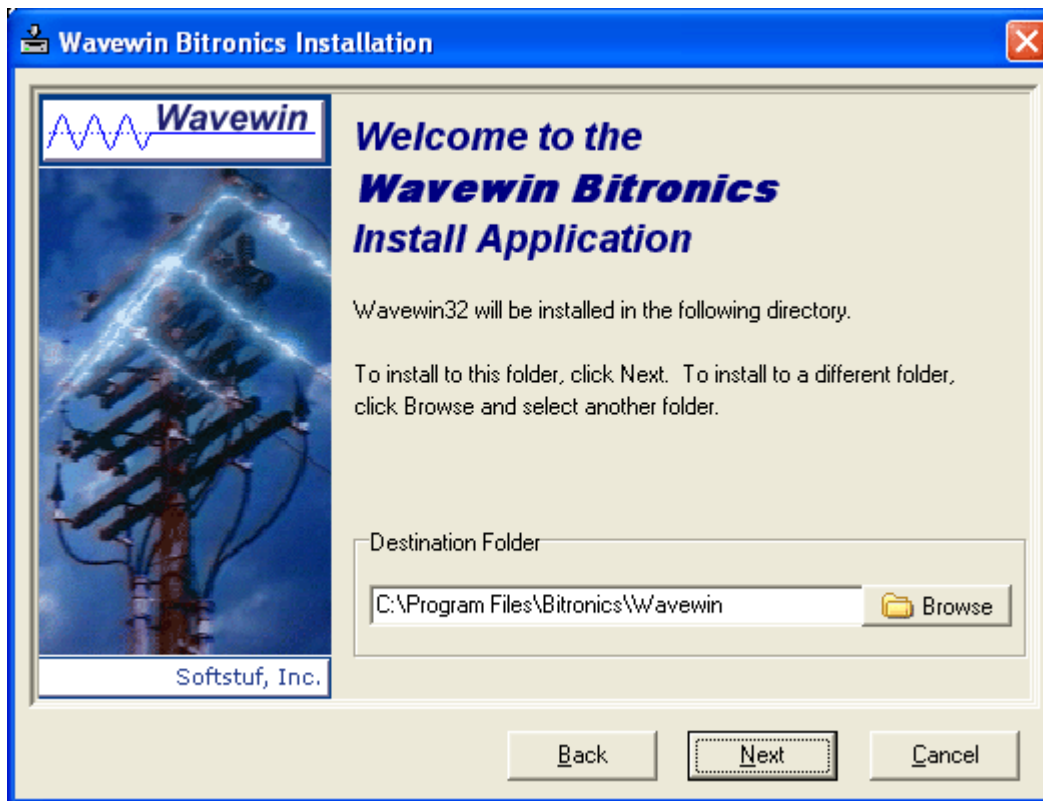 Wavewin Bitronics Installation
Wavewin
Welcome to the
Wavewin Bitronics
Install Application
Wavewin32 will be installed in the following directory.
To install to this folder, click Next. To install to a different folder,
click Browse and select another folder.
Destination Folder
C:\Program Files\Bitronics\Wavewin
Browse
Softstuf, Inc.
Back
Next
Cancel